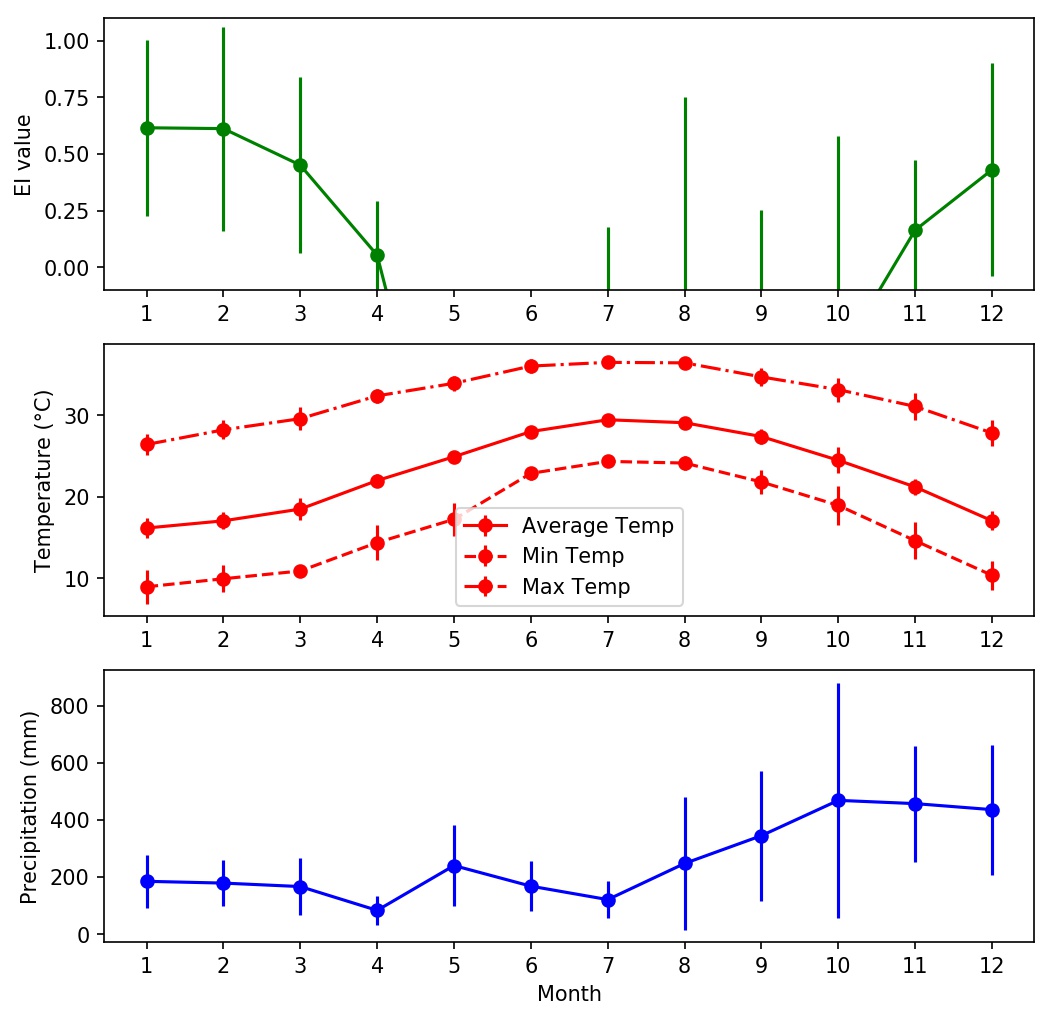 EI value
1.00
0.75
0.50
0.25
0.00
1 2 3 4 5 6 7 8 9 10 11 12
Temperature (°C)
30
20
10
Average Temp
Min Temp
Max Temp
1 2 3 4 5 6 7 8 9 10 11 12
Precipitation (mm)
800
600
400
200
0
1 2 3 4 5 6 7 8 9 10 11 12
Month